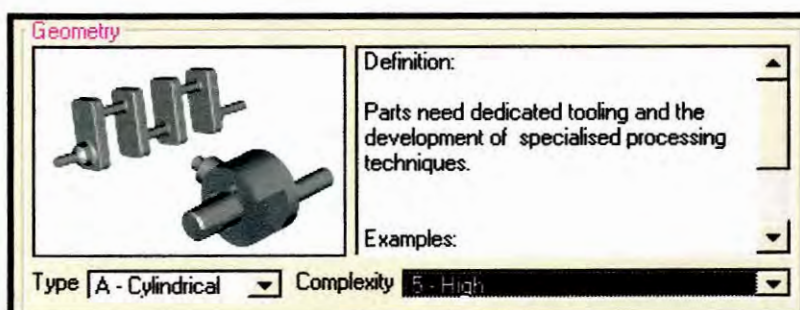 Geometry
Definition:
Parts need dedicated tooling and the
development of specialised processing
techniques.
Examples:
Type A - Cylindrical Complexity 5 - High